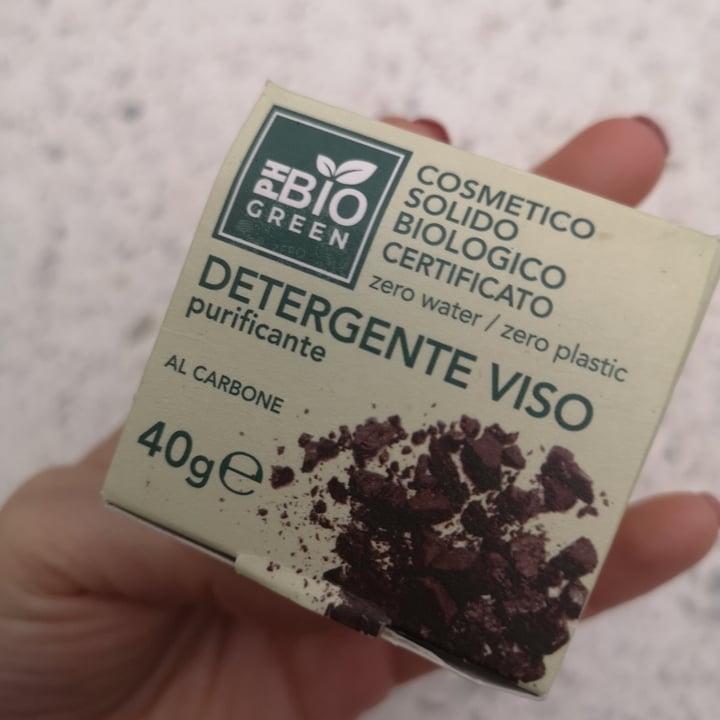 PH BIO
GREEN
COSMETICO
SOLIDO
BIOLOGICO
CERTIFICATO
zero water / zero plastic
DETERGENTE VISO
purificante
AL CARBONE
40g ℮